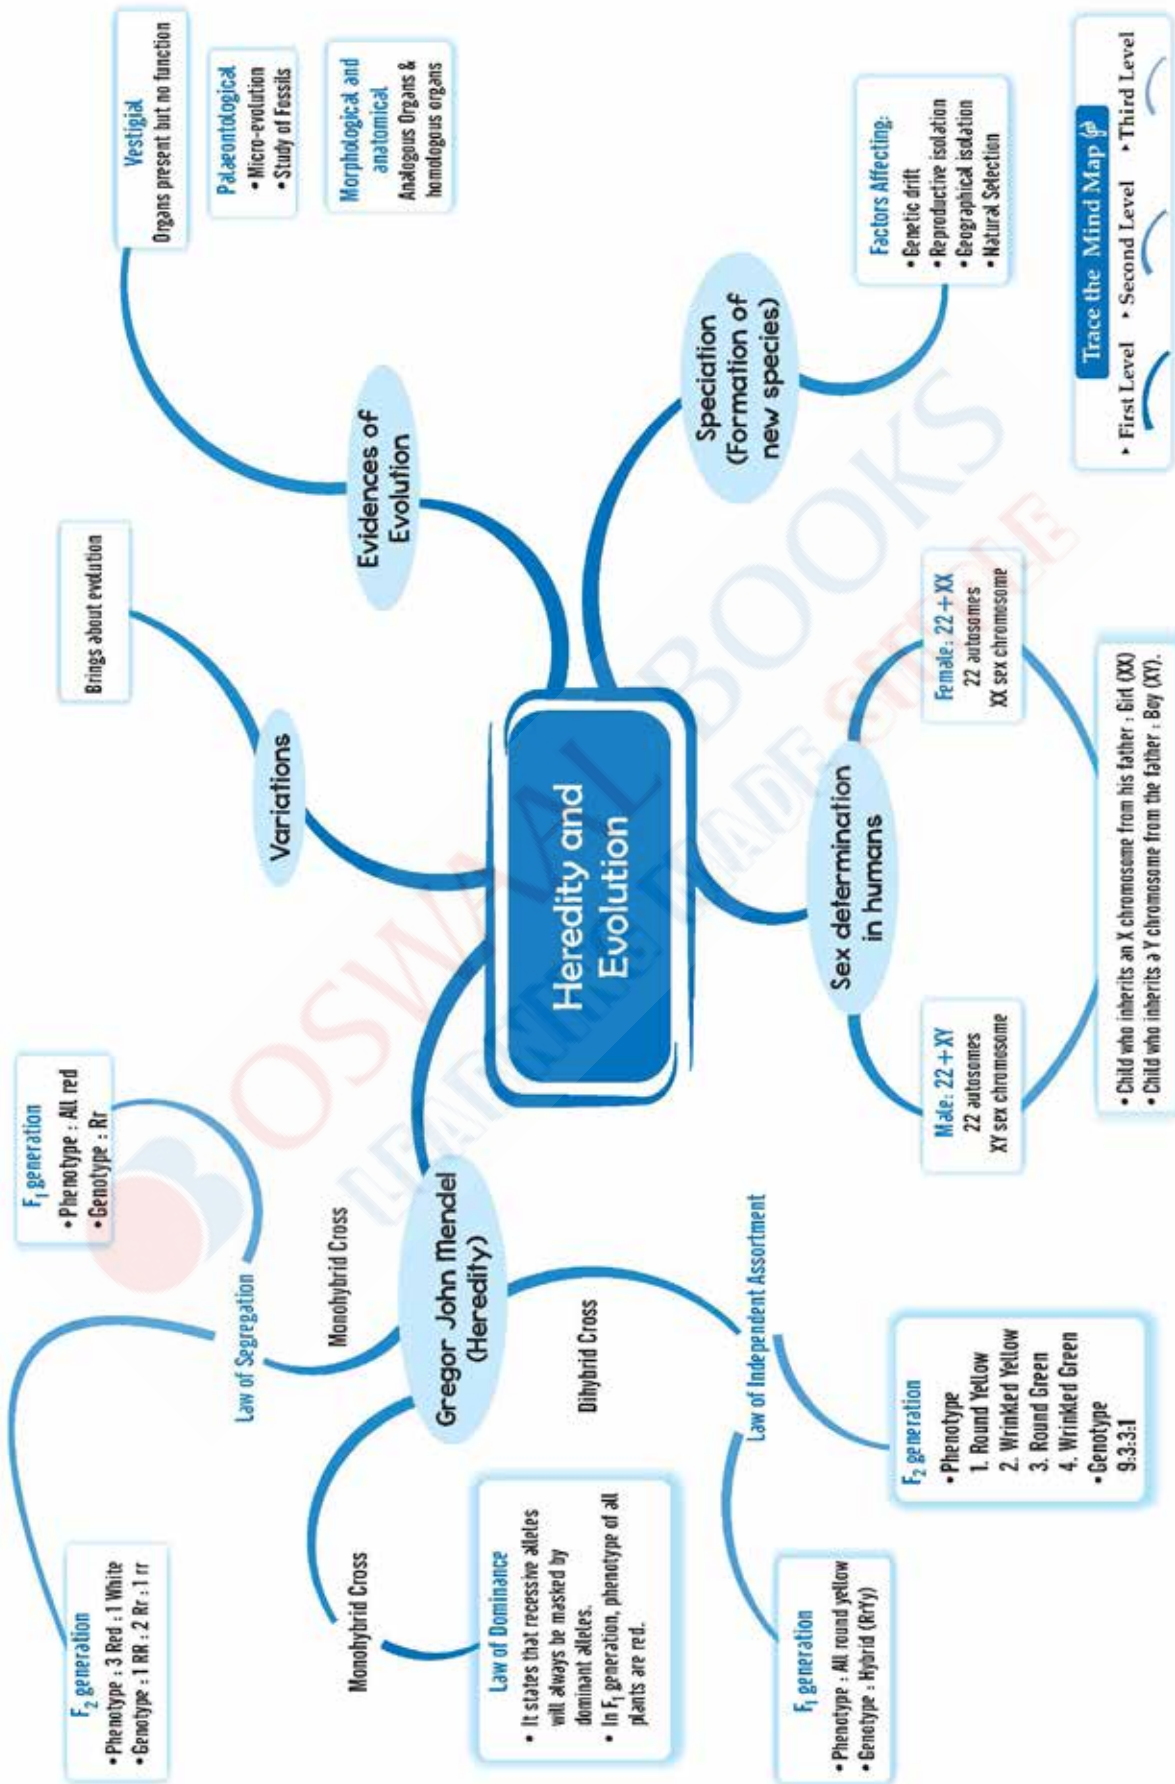 F2 generation
• Phenotype : 3 Red : 1 White
• Genotype : 1 RR : 2 Rr : 1 rr
F1 generation
• Phenotype : All red
• Genotype : Rr
Law of Segregation
Monohybrid Cross
Monohybrid Cross
Law of Dominance
• It states that recessive alleles
will always be masked by
dominant alleles.
• In F1 generation, phenotype of all
plants are red.
Gregor John Mendel
(Heredity)
Dihybrid Cross
Law of Independent Assortment
F1 generation
• Phenotype : All round yellow
• Genotype : Hybrid (RrYy)
F2 generation
• Phenotype
1. Round Yellow
2. Wrinkled Yellow
3. Round Green
4. Wrinkled Green
• Genotype
9:3:3:1
Variations
Brings about evolution
Heredity and
Evolution
Evidences of
Evolution
Vestigial
Organs present but no function
Palaeontological
• Micro-evolution
• Study of Fossils
Morphological and
anatomical
Analogous Organs &
homologous organs
Speciation
(Formation of
new species)
Factors Affecting:
• Genetic drift
• Reproductive isolation
• Geographical isolation
• Natural Selection
Sex determination
in humans
Male: 22 + XY
22 autosomes
XY sex chromosome
Female: 22 + XX
22 autosomes
XX sex chromosome
• Child who inherits an X chromosome from his father : Girl (XX)
• Child who inherits a Y chromosome from the father : Boy (XY).
Trace the Mind Map
First Level
Second Level
Third Level
BOSWAAL BOOKS
LEARNING MADE SIMPLE